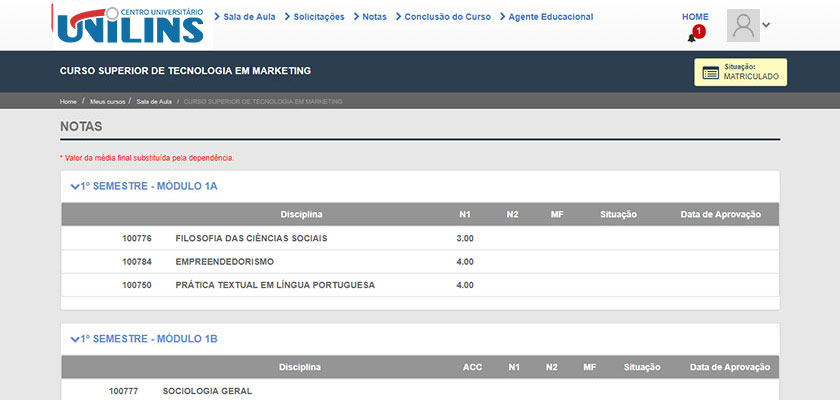 CENTRO UNIVERSITÁRIO
UNILINS
Sala de Aula Solicitações Notas Conclusão do Curso Agente Educacional
HOME
1
CURSO SUPERIOR DE TECNOLOGIA EM MARKETING
Situação:
MATRICULADO
Home / Meus cursos / Sala de Aula / CURSO SUPERIOR DE TECNOLOGIA EM MARKETING
NOTAS
* Valor da média final substituída pela dependência.
1º SEMESTRE - MÓDULO 1A
Disciplina N1 N2 MF Situação Data de Aprovação
100776 FILOSOFIA DAS CIÊNCIAS SOCIAIS 3.00
100784 EMPREENDEDORISMO 4.00
100750 PRÁTICA TEXTUAL EM LÍNGUA PORTUGUESA 4.00
1º SEMESTRE - MÓDULO 1B
Disciplina ACC N1 N2 MF Situação Data de Aprovação
100777 SOCIOLOGIA GERAL